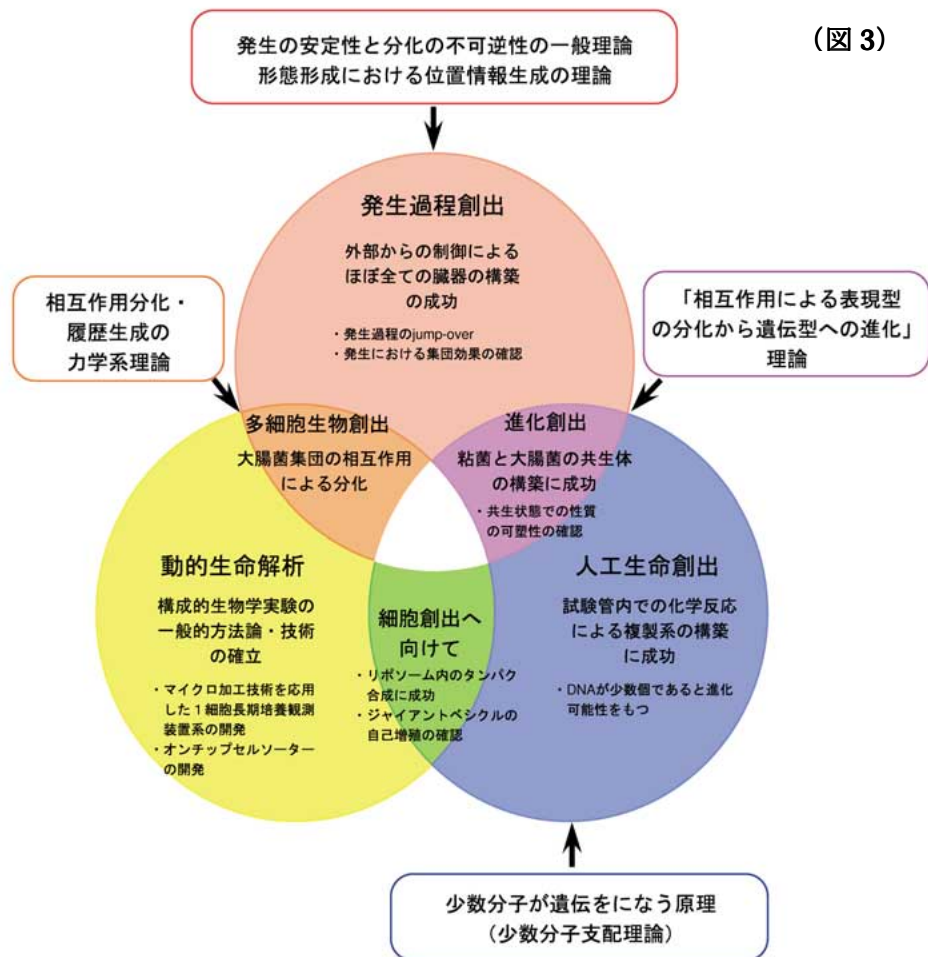 (図 3)
発生の安定性と分化の不可逆性の一般理論
形態形成における位置情報生成の理論
発生過程創出
外部からの制御による
ほぼ全ての臓器の構築
の成功
・発生過程のjump-over
・発生における集団効果の確認
相互作用分化・
履歴生成の
力学系理論
「相互作用による表現型
の分化から遺伝型への進化」
理論
多細胞生物創出
大腸菌集団の相互作用
による分化
進化創出
粘菌と大腸菌の共生体
の構築に成功
・共生状態での性質
の可塑性の確認
動的生命解析
構成的生物学実験の
一般的方法論・技術
の確立
・マイクロ加工技術を応用
した1細胞長期培養観測
装置系の開発
・オンチップセルソーター
の開発
細胞創出へ
向けて
・リポソーム内のタンパク
合成に成功
・ジャイアントベシクルの
自己増殖の確認
人工生命創出
試験管内での化学反応
による複製系の構築
に成功
・DNAが少数個であると進化
可能性をもつ
少数分子が遺伝をになう原理
(少数分子支配理論)